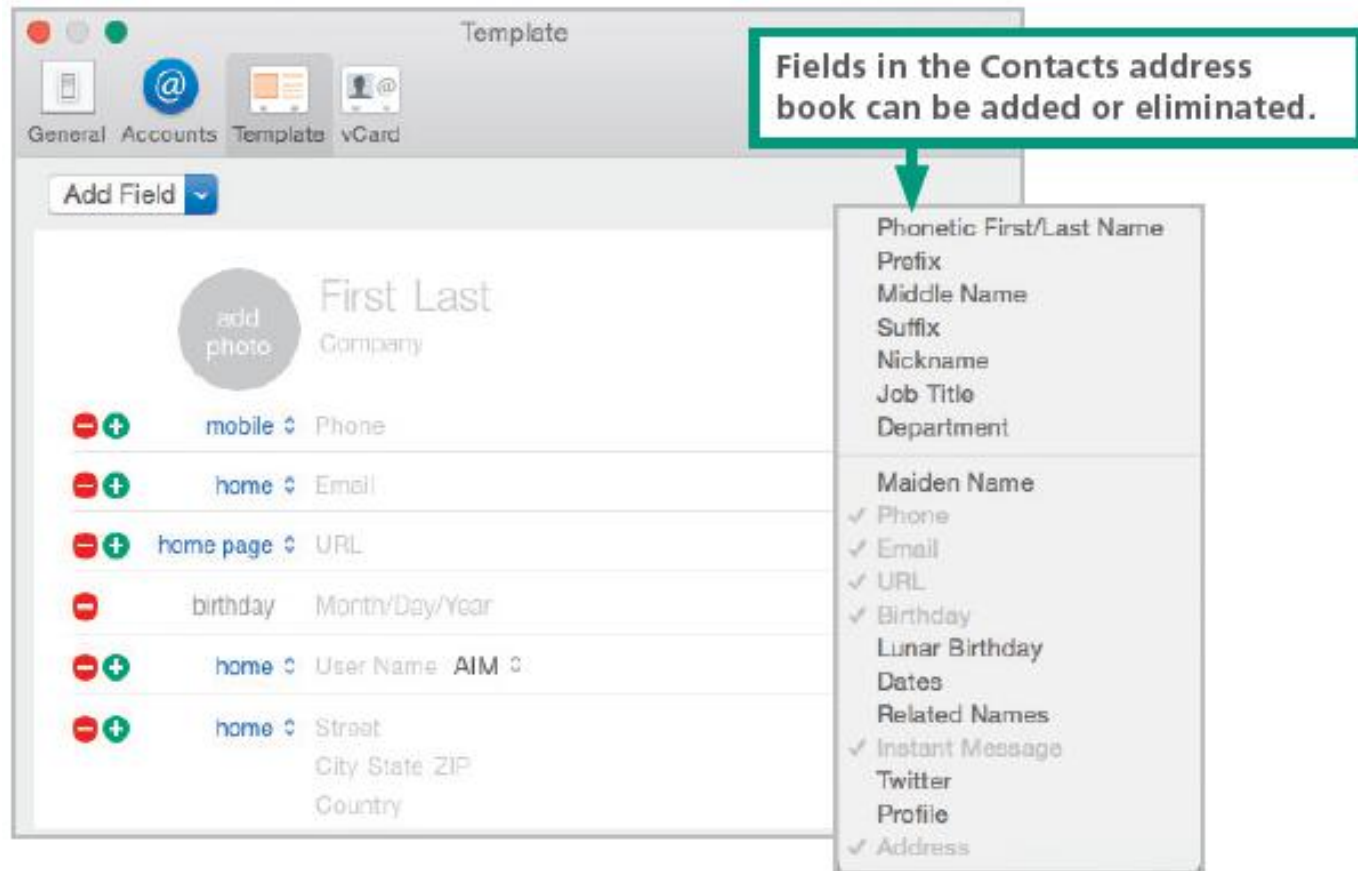 Template
Fields in the Contacts address
book can be added or eliminated.
General Accounts Template vCard
Add Field
add
photo
First Last
Company
mobile Phone
home Email
home page URL
birthday Month/Day/Year
home User Name AIM
home Street
City State ZIP
Country
Phonetic First/Last Name
Prefix
Middle Name
Suffix
Nickname
Job Title
Department
Maiden Name
✓ Phone
✓ Email
✓ URL
✓ Birthday
Lunar Birthday
Dates
Related Names
✓ Instant Message
Twitter
Profile
✓ Address